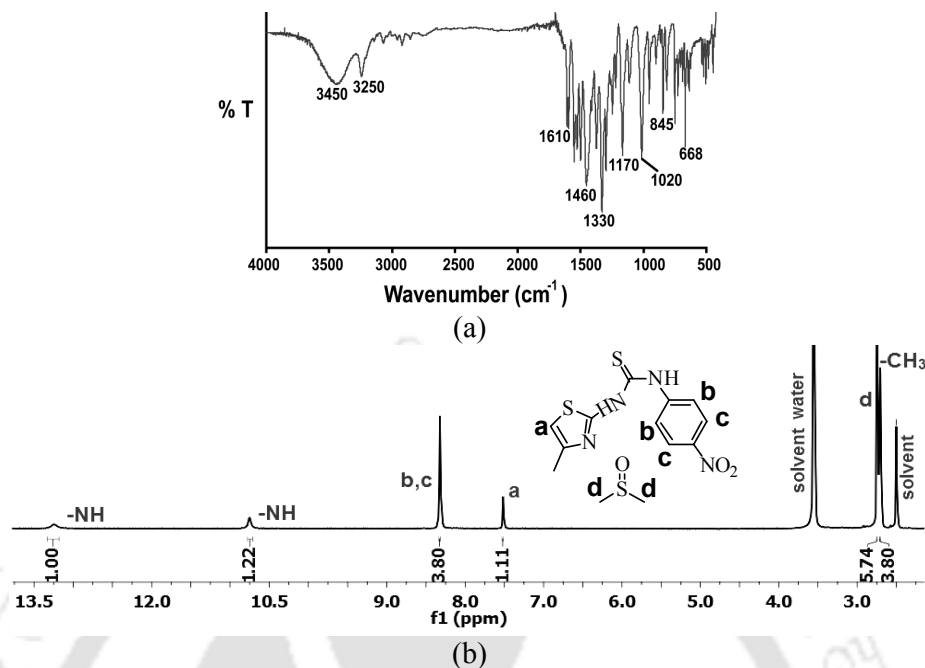 % T
3450
3250
1610
1460
1330
1170
1020
845
668
4000 3500 3000 2500 2000 1500 1000 500
Wavenumber (cm-1)
(a)
S
NH
HN
S
N
a
b
b
c
c
NO2
O
S
d
d
-NH
-NH
b,c
a
solvent water
d
-CH3
solvent
1.00
1.22
3.80
1.11
5.74
3.80
13.5 12.0 10.5 9.0 8.0 7.0 6.0 5.0 4.0 3.0
f1 (ppm)
(b)